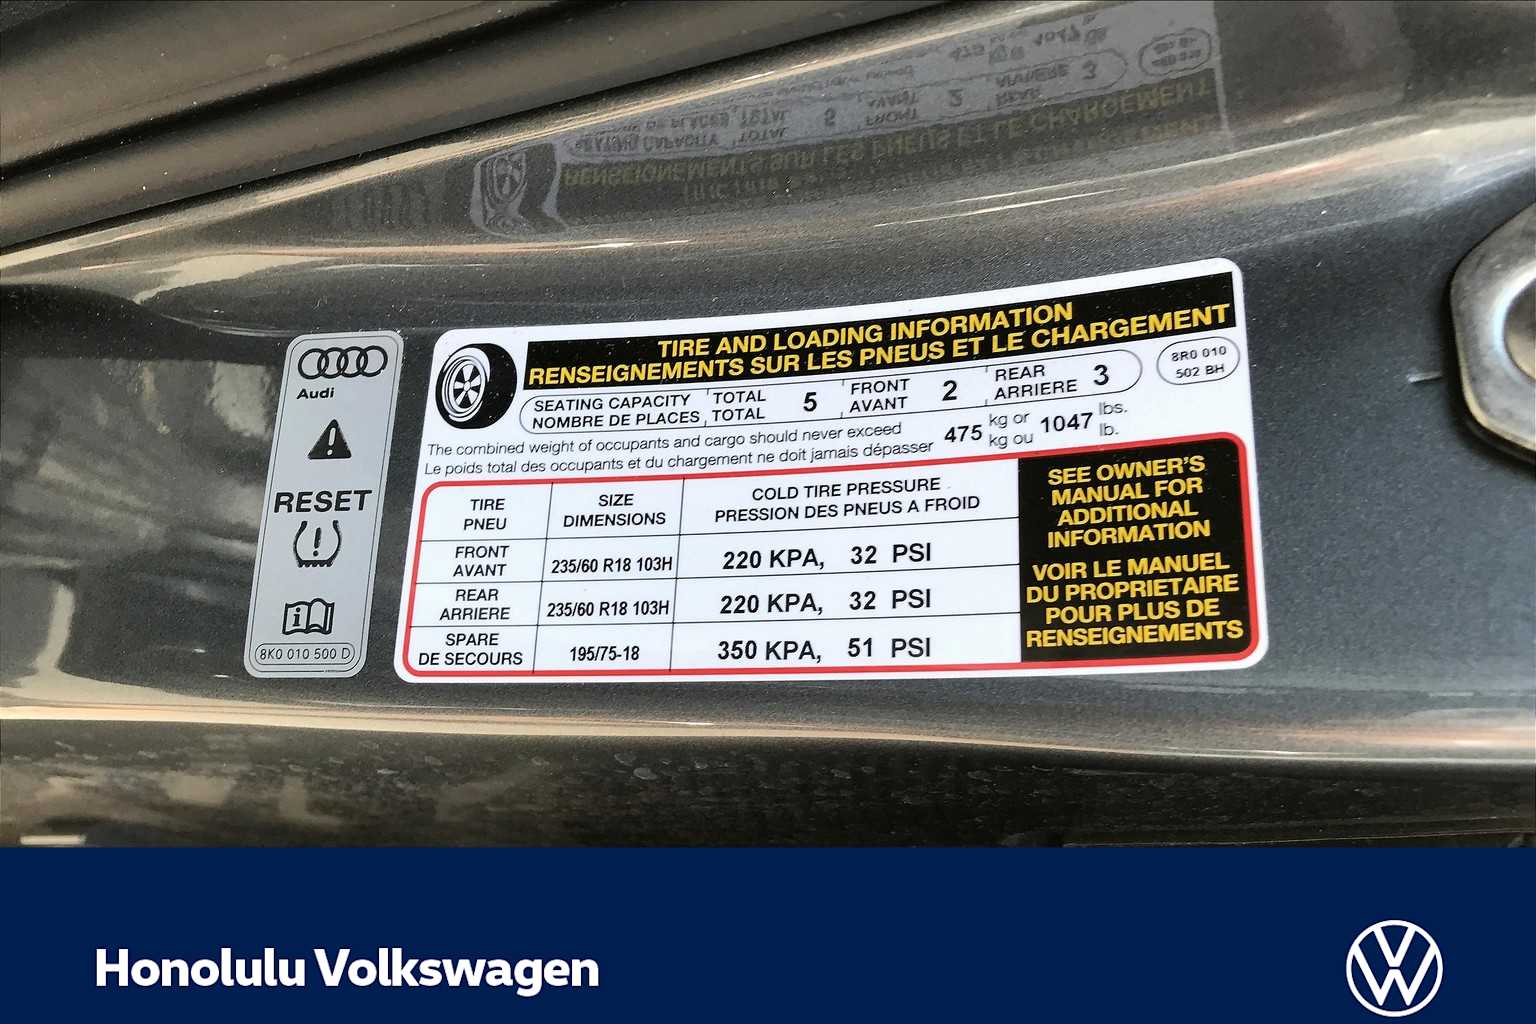 Audi
RESET
8K0 010 500 D
TIRE AND LOADING INFORMATION
RENSEIGNEMENTS SUR LES PNEUS ET LE CHARGEMENT
SEATING CAPACITY TOTAL 5 FRONT 2 REAR 3
NOMBRE DE PLACES TOTAL AVANT ARRIERE
8R0 010
502 BH
The combined weight of occupants and cargo should never exceed 475 kg or 1047 lbs.
Le poids total des occupants et du chargement ne doit jamais dépasser kg ou lb.
TIRE SIZE COLD TIRE PRESSURE
PNEU DIMENSIONS PRESSION DES PNEUS A FROID
FRONT
AVANT 235/60 R18 103H 220 KPA, 32 PSI
REAR
ARRIERE 235/60 R18 103H 220 KPA, 32 PSI
SPARE
DE SECOURS 195/75-18 350 KPA, 51 PSI
SEE OWNER'S
MANUAL FOR
ADDITIONAL
INFORMATION
VOIR LE MANUEL
DU PROPRIETAIRE
POUR PLUS DE
RENSEIGNEMENTS
Honolulu Volkswagen